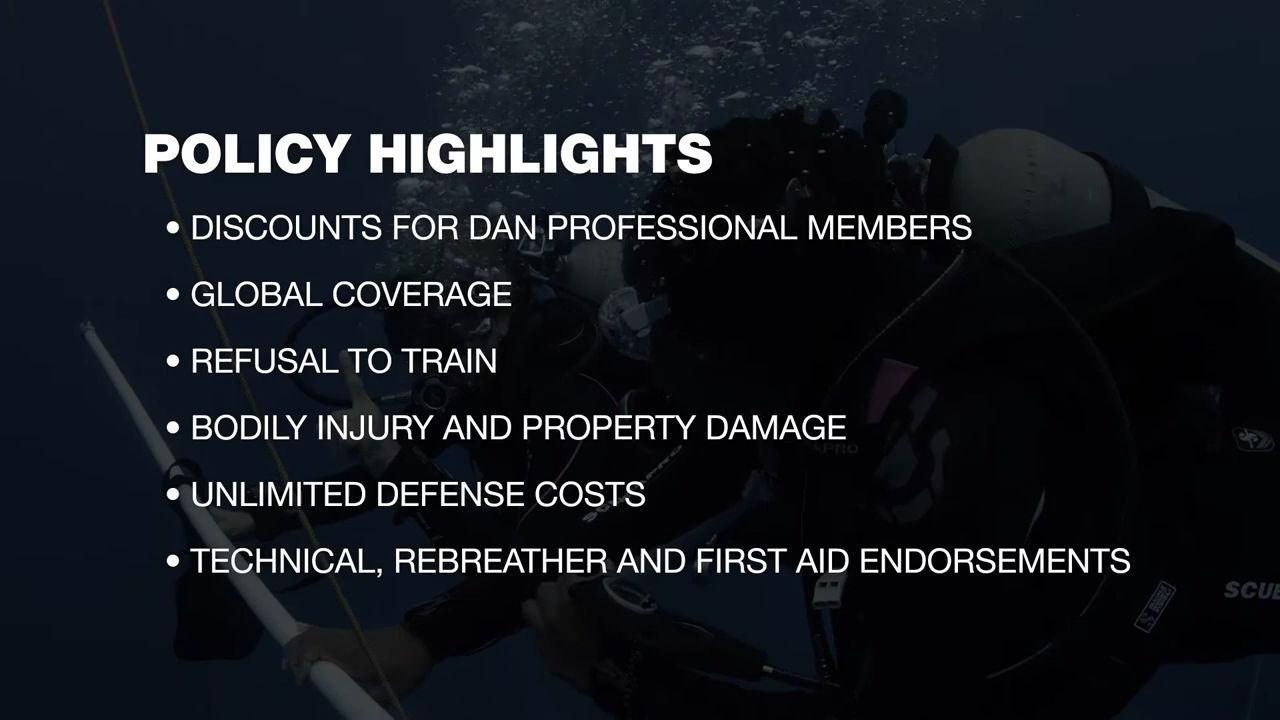 POLICY HIGHLIGHTS
• DISCOUNTS FOR DAN PROFESSIONAL MEMBERS
• GLOBAL COVERAGE
• REFUSAL TO TRAIN
• BODILY INJURY AND PROPERTY DAMAGE
• UNLIMITED DEFENSE COSTS
• TECHNICAL, REBREATHER AND FIRST AID ENDORSEMENTS